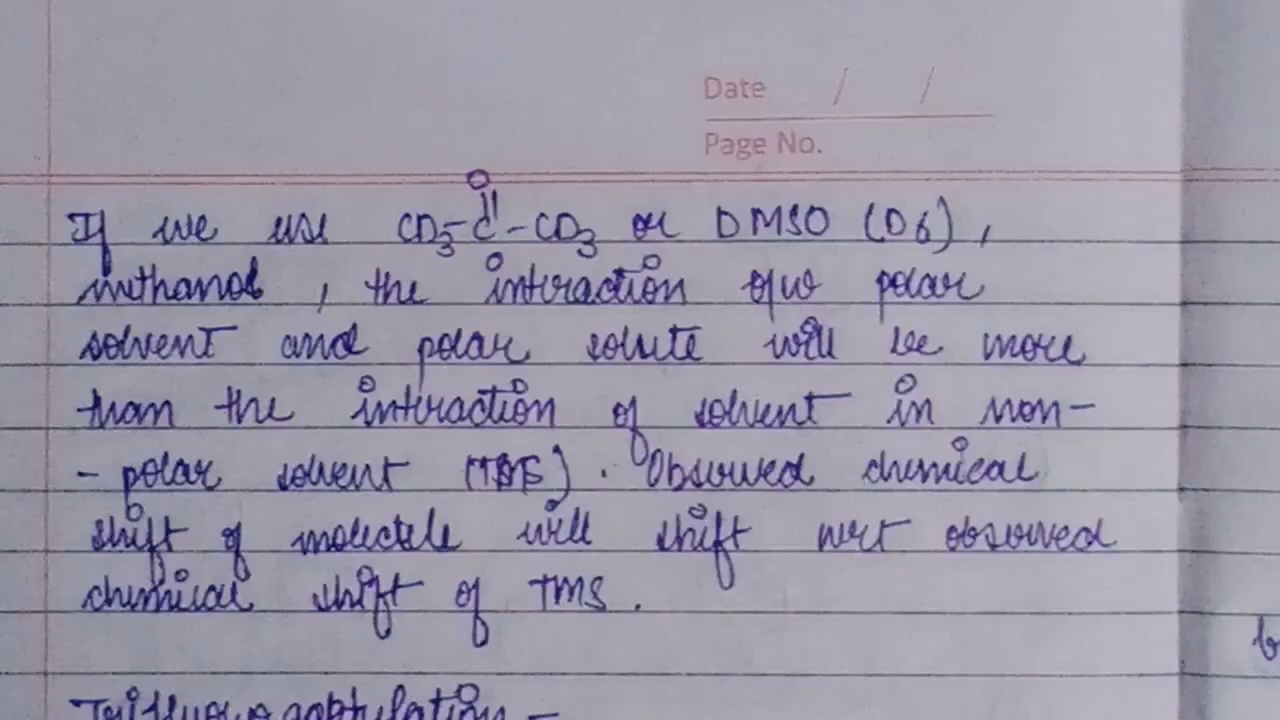 Date / /
Page No.
O
If we use CD3-C-CD3 or DMSO (D6),
methanol, the interaction of polar
solvent and polar solute will be more
than the interaction of solvent in non-
- polar solvent (TMS). Observed chemical
shift of molecule will shift wrt observed
chemical shift of TMS.